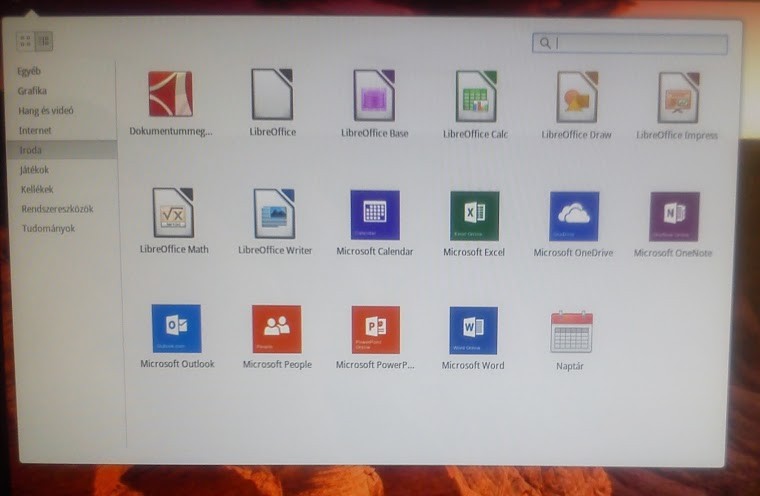 Egyéb
Grafika
Hang és videó
Internet
Iroda
Játékok
Kellékek
Rendszereszközök
Tudományok
Dokumentummeg... LibreOffice LibreOffice Base LibreOffice Calc LibreOffice Draw LibreOffice Impress
LibreOffice Math LibreOffice Writer Microsoft Calendar Microsoft Excel Microsoft OneDrive Microsoft OneNote
Microsoft Outlook Microsoft People Microsoft PowerP... Microsoft Word Naptár